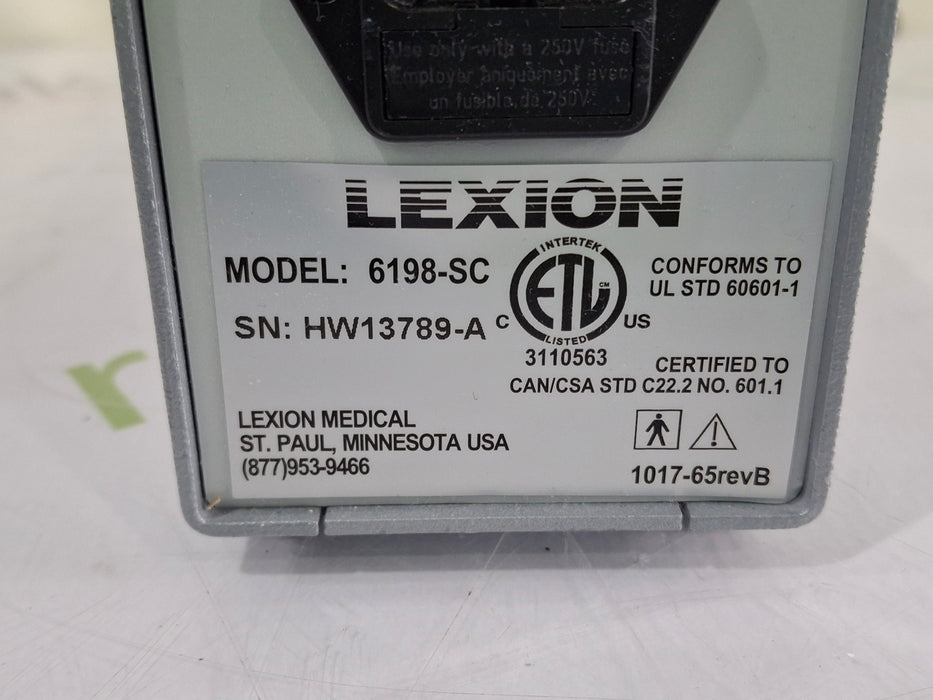 Use only with a 250V fuse
Employer uniquement avec
un fusible de 250V
LEXION
MODEL: 6198-SC
SN: HW13789-A
INTERTEK
ETL
CM
LISTED
C
US
3110563
CONFORMS TO
UL STD 60601-1
CERTIFIED TO
CAN/CSA STD C22.2 NO. 601.1
LEXION MEDICAL
ST. PAUL, MINNESOTA USA
(877)953-9466
1017-65revB
r